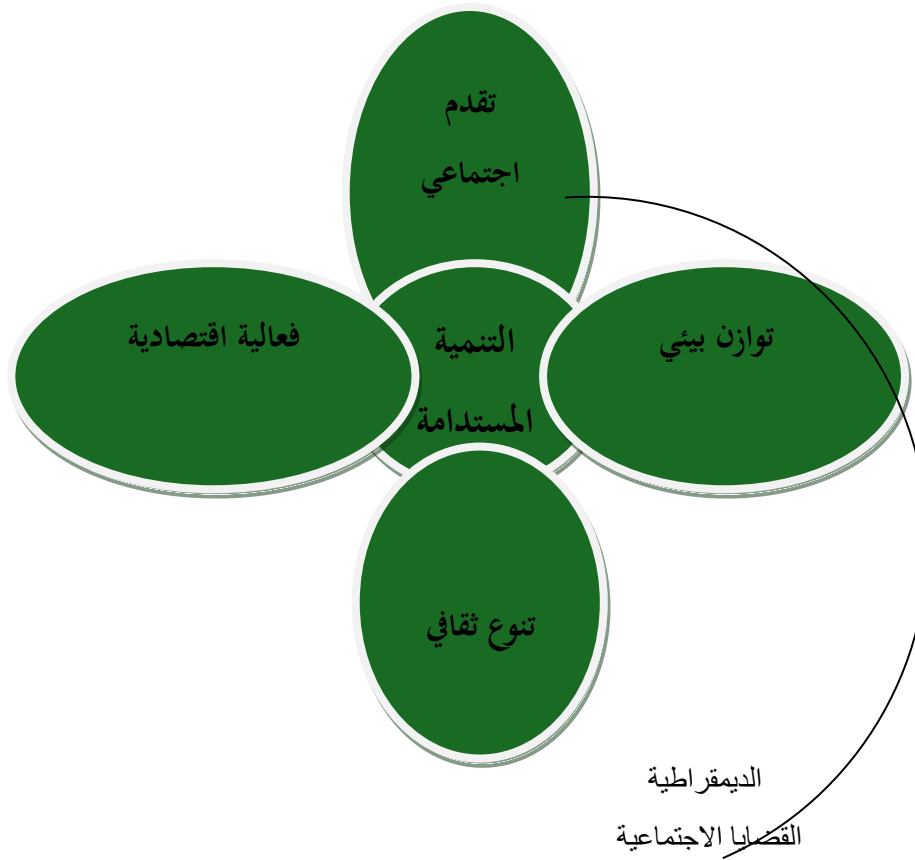 تقدم
اجتماعي
توازن بيئي
التنمية
المستدامة
فعالية اقتصادية
تنوع ثقافي
الديمقراطية
القضايا الاجتماعية